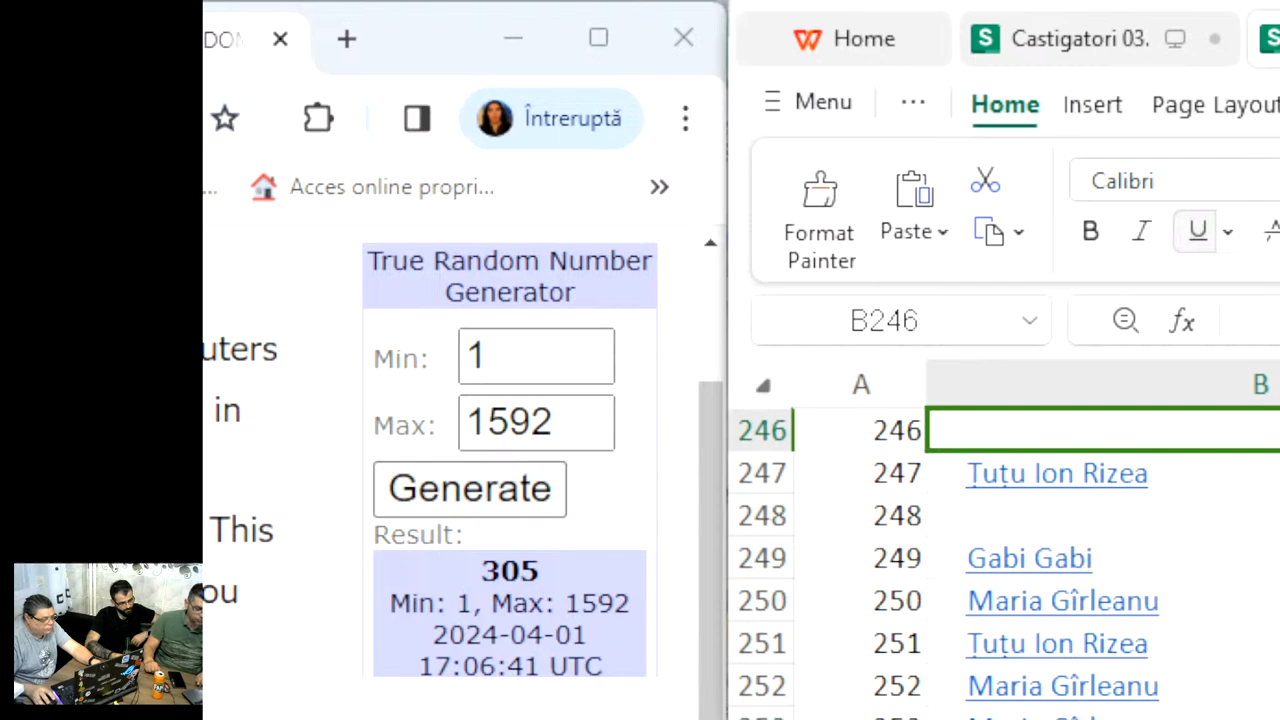 DOM
Întreruptă
Acces online propri...
True Random Number
Generator
uters
in
This
ou
Min: 1
Max: 1592
Generate
Result:
305
Min: 1, Max: 1592
2024-04-01
17:06:41 UTC
Home
S Castigatori 03.
S
Menu
Home Insert Page Layout
Format
Painter
Paste
Calibri
B I U A
B246
fx
A B
246 246
247 247 Țuțu Ion Rizea
248 248
249 249 Gabi Gabi
250 250 Maria Gîrleanu
251 251 Țuțu Ion Rizea
252 252 Maria Gîrleanu